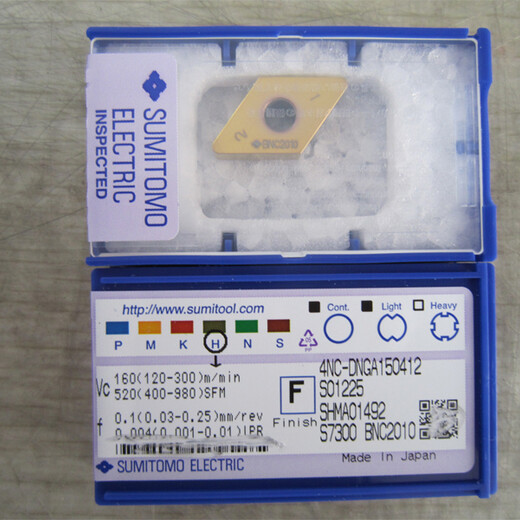 SUMITOMO
ELECTRIC
INSPECTED
1
2
BNC2010
http://www.sumitool.com
Cont.
Light
Heavy
P M K H N S
Vc 160(120-300)m/min
520(400-980)SFM
f 0.1(0.03-0.25)mm/rev
0.004(0.001-0.01)IPR
F
Finish
4NC-DNGA150412
S01225
SHMA01492
S7300 BNC2010
Made In Japan
SUMITOMO ELECTRIC